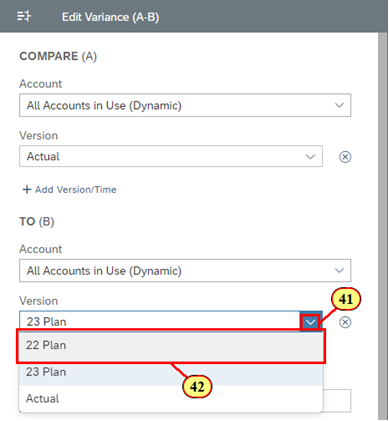 Edit Variance (A-B)
COMPARE (A)
Account
All Accounts in Use (Dynamic)
Version
Actual
+ Add Version/Time
TO (B)
Account
All Accounts in Use (Dynamic)
Version
41
23 Plan
22 Plan
23 Plan
42
Actual